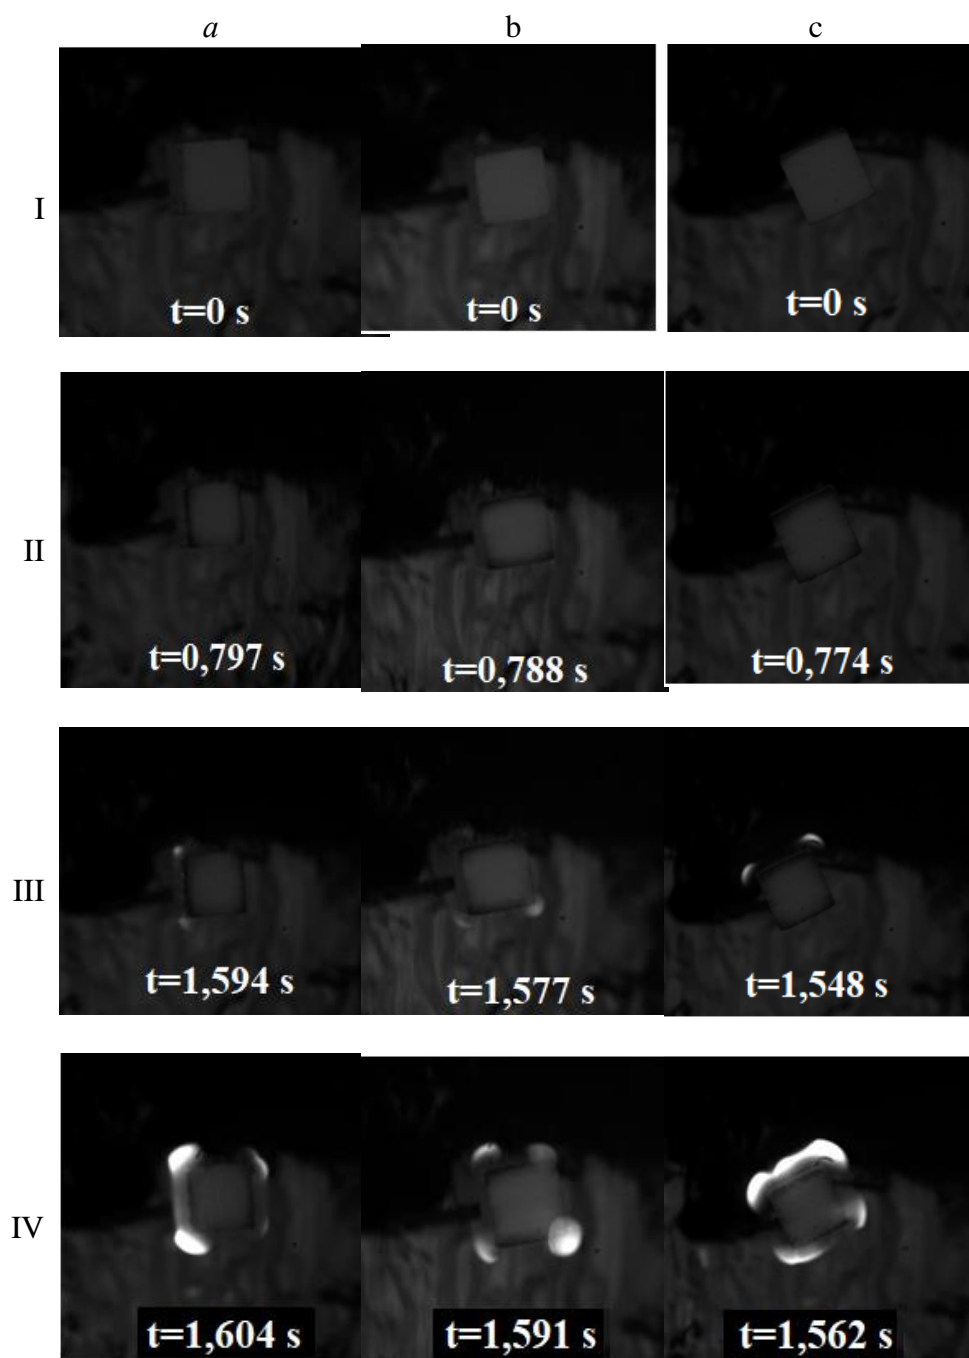 a b c
I
t=0 s t=0 s t=0 s
II
t=0,797 s t=0,788 s t=0,774 s
III
t=1,594 s t=1,577 s t=1,548 s
IV
t=1,604 s t=1,591 s t=1,562 s